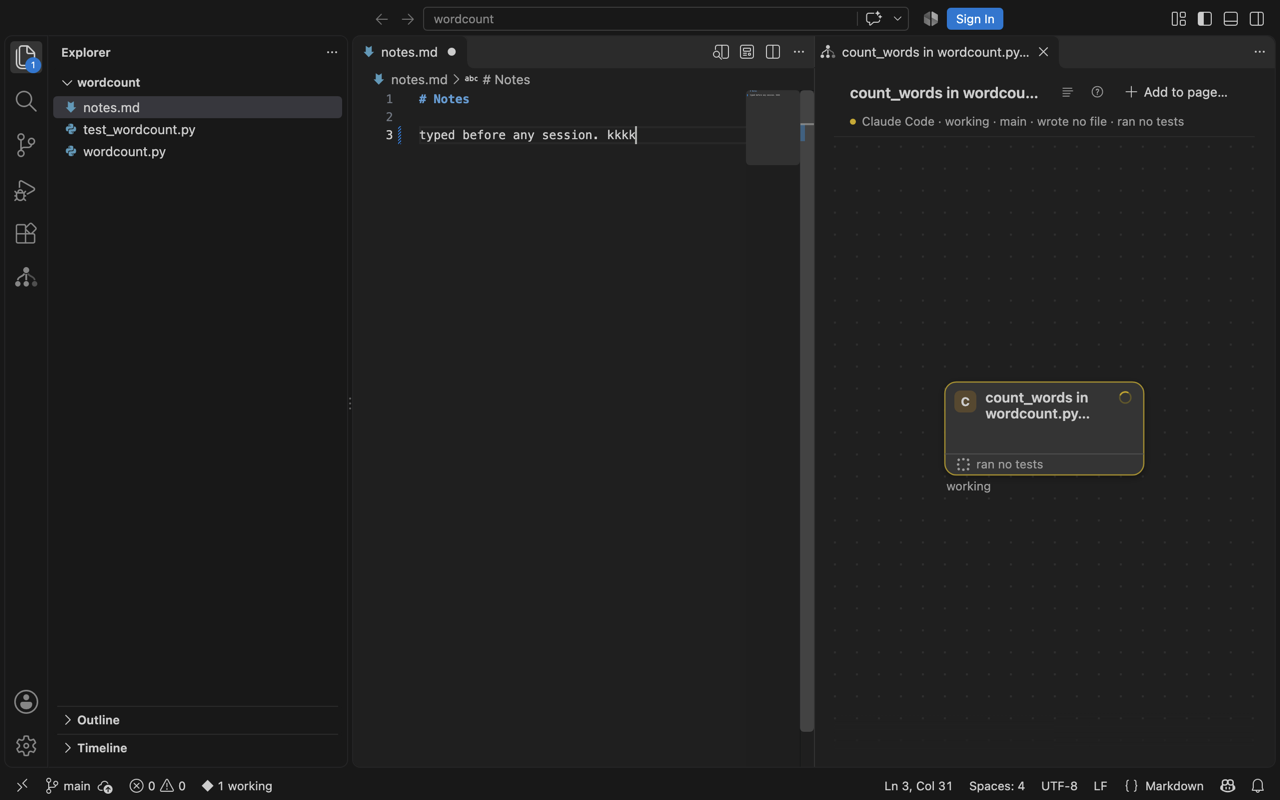 wordcount
Sign In
1
Explorer
wordcount
notes.md
test_wordcount.py
wordcount.py
Outline
Timeline
notes.md
notes.md > abc # Notes
1 # Notes
2
3 typed before any session. kkkk
count_words in wordcount.py...
count_words in wordcou...
Add to page...
Claude Code · working · main · wrote no file · ran no tests
C
count_words in
wordcount.py...
ran no tests
working
main
0
0
1 working
Ln 3, Col 31
Spaces: 4
UTF-8
LF
{ } Markdown